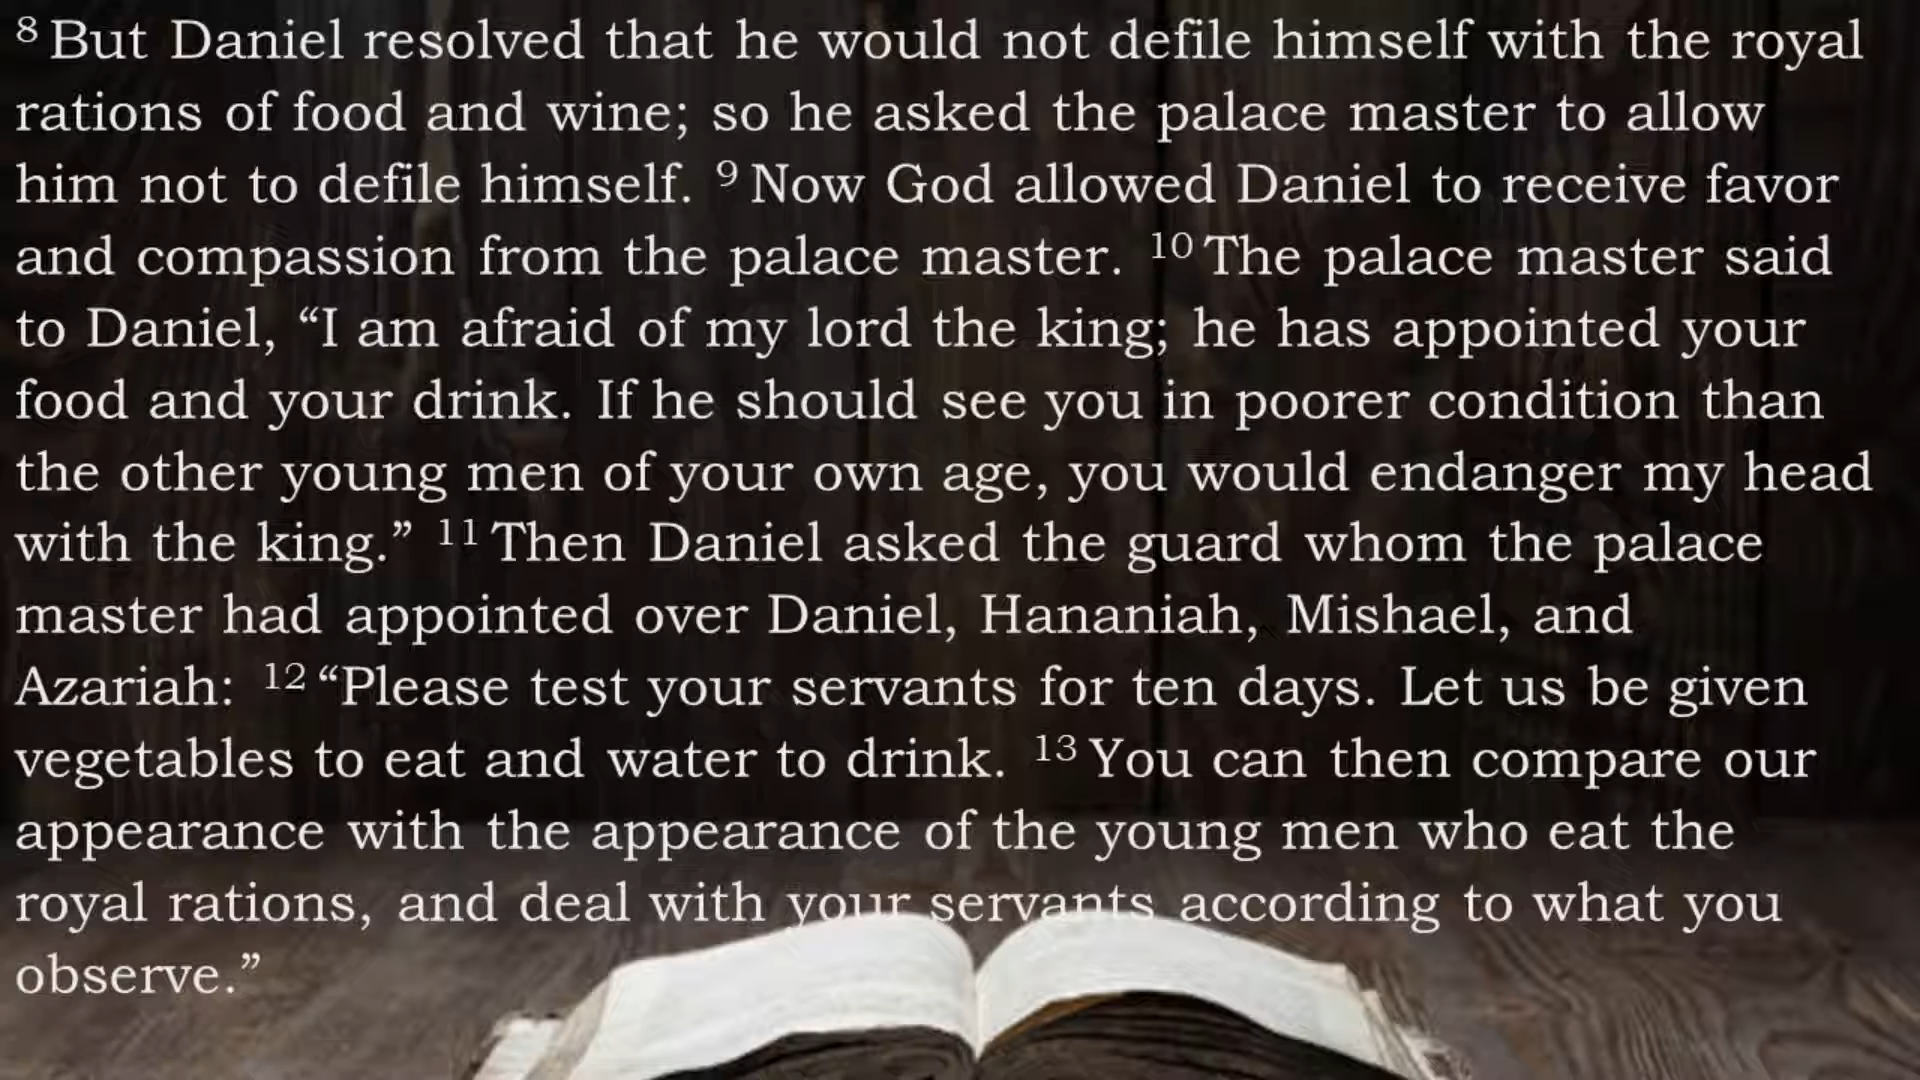 8 But Daniel resolved that he would not defile himself with the royal
rations of food and wine; so he asked the palace master to allow
him not to defile himself. 9 Now God allowed Daniel to receive favor
and compassion from the palace master. 10 The palace master said
to Daniel, “I am afraid of my lord the king; he has appointed your
food and your drink. If he should see you in poorer condition than
the other young men of your own age, you would endanger my head
with the king.” 11 Then Daniel asked the guard whom the palace
master had appointed over Daniel, Hananiah, Mishael, and
Azariah: 12 “Please test your servants for ten days. Let us be given
vegetables to eat and water to drink. 13 You can then compare our
appearance with the appearance of the young men who eat the
royal rations, and deal with your servants according to what you
observe.”